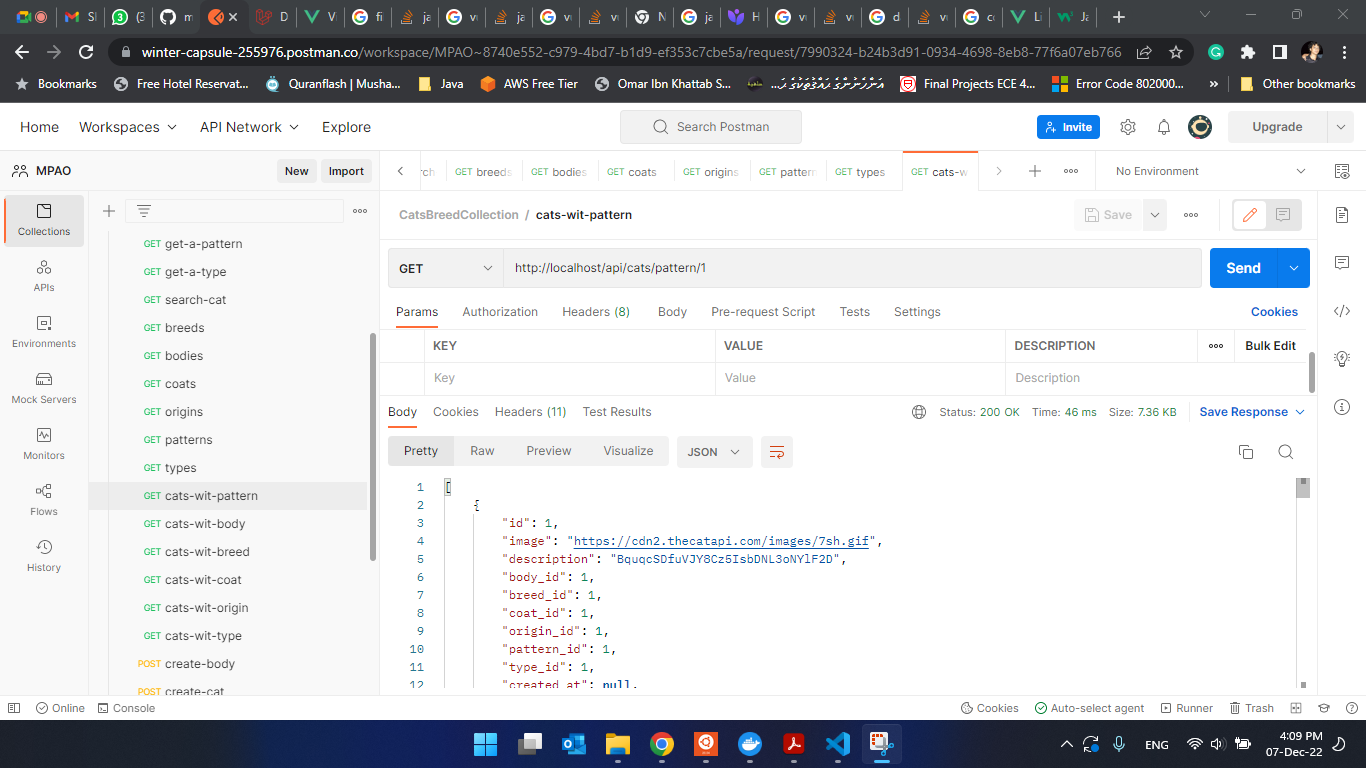 Sl
(3
m
D
V
fi
ja
vu
ja
vu
vu
N
ja
H
vu
vu
d
vu
co
Li
Ja
winter-capsule-255976.postman.co/workspace/MPAO~8740e552-c979-4bd7-b1d9-ef353c7cbe5a/request/7990324-b24b3d91-0934-4698-8eb8-77f6a07eb766
Bookmarks
Free Hotel Reservat...
Quranflash | Musha...
Java
AWS Free Tier
Omar Ibn Khattab S...
Final Projects ECE 4...
Error Code 802000...
»
Other bookmarks
Home
Workspaces
API Network
Explore
Search Postman
Invite
Upgrade
MPAO
New
Import
rch
GET breeds
GET bodies
GET coats
GET origins
GET pattern
GET types
GET cats-w
No Environment
Collections
APIs
Environments
Mock Servers
Monitors
Flows
History
GET get-a-pattern
GET get-a-type
GET search-cat
GET breeds
GET bodies
GET coats
GET origins
GET patterns
GET types
GET cats-wit-pattern
GET cats-wit-body
GET cats-wit-breed
GET cats-wit-coat
GET cats-wit-origin
GET cats-wit-type
POST create-body
POST create-cat
CatsBreedCollection / cats-wit-pattern
Save
GET
http://localhost/api/cats/pattern/1
Send
Params
Authorization
Headers (8)
Body
Pre-request Script
Tests
Settings
Cookies
KEY
VALUE
DESCRIPTION
Bulk Edit
Key
Value
Description
Body
Cookies
Headers (11)
Test Results
Status: 200 OK
Time: 46 ms
Size: 7.36 KB
Save Response
Pretty
Raw
Preview
Visualize
JSON
1 [
2 {
3 "id": 1,
4 "image": "https://cdn2.thecatapi.com/images/7sh.gif",
5 "description": "BquqcSDfuVJY8Cz5IsbDNL3oNYlF2D",
6 "body_id": 1,
7 "breed_id": 1,
8 "coat_id": 1,
9 "origin_id": 1,
10 "pattern_id": 1,
11 "type_id": 1,
12 "created_at": null,
Online
Console
Cookies
Auto-select agent
Runner
Trash
ENG
4:09 PM
07-Dec-22